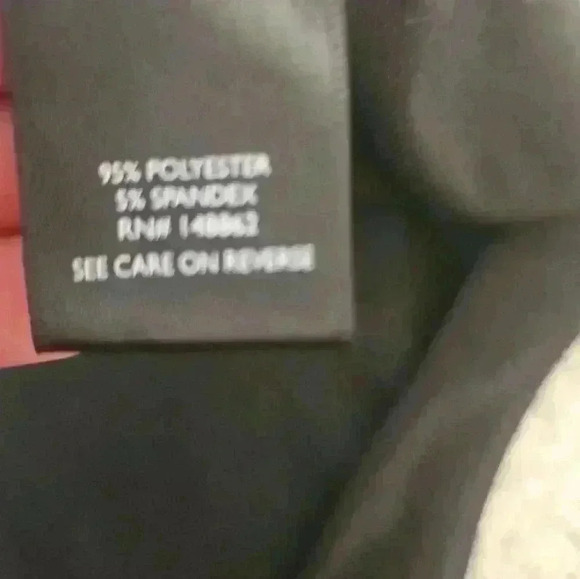 95% POLYESTER
5% SPANDEX
RN# 148862
SEE CARE ON REVERSE